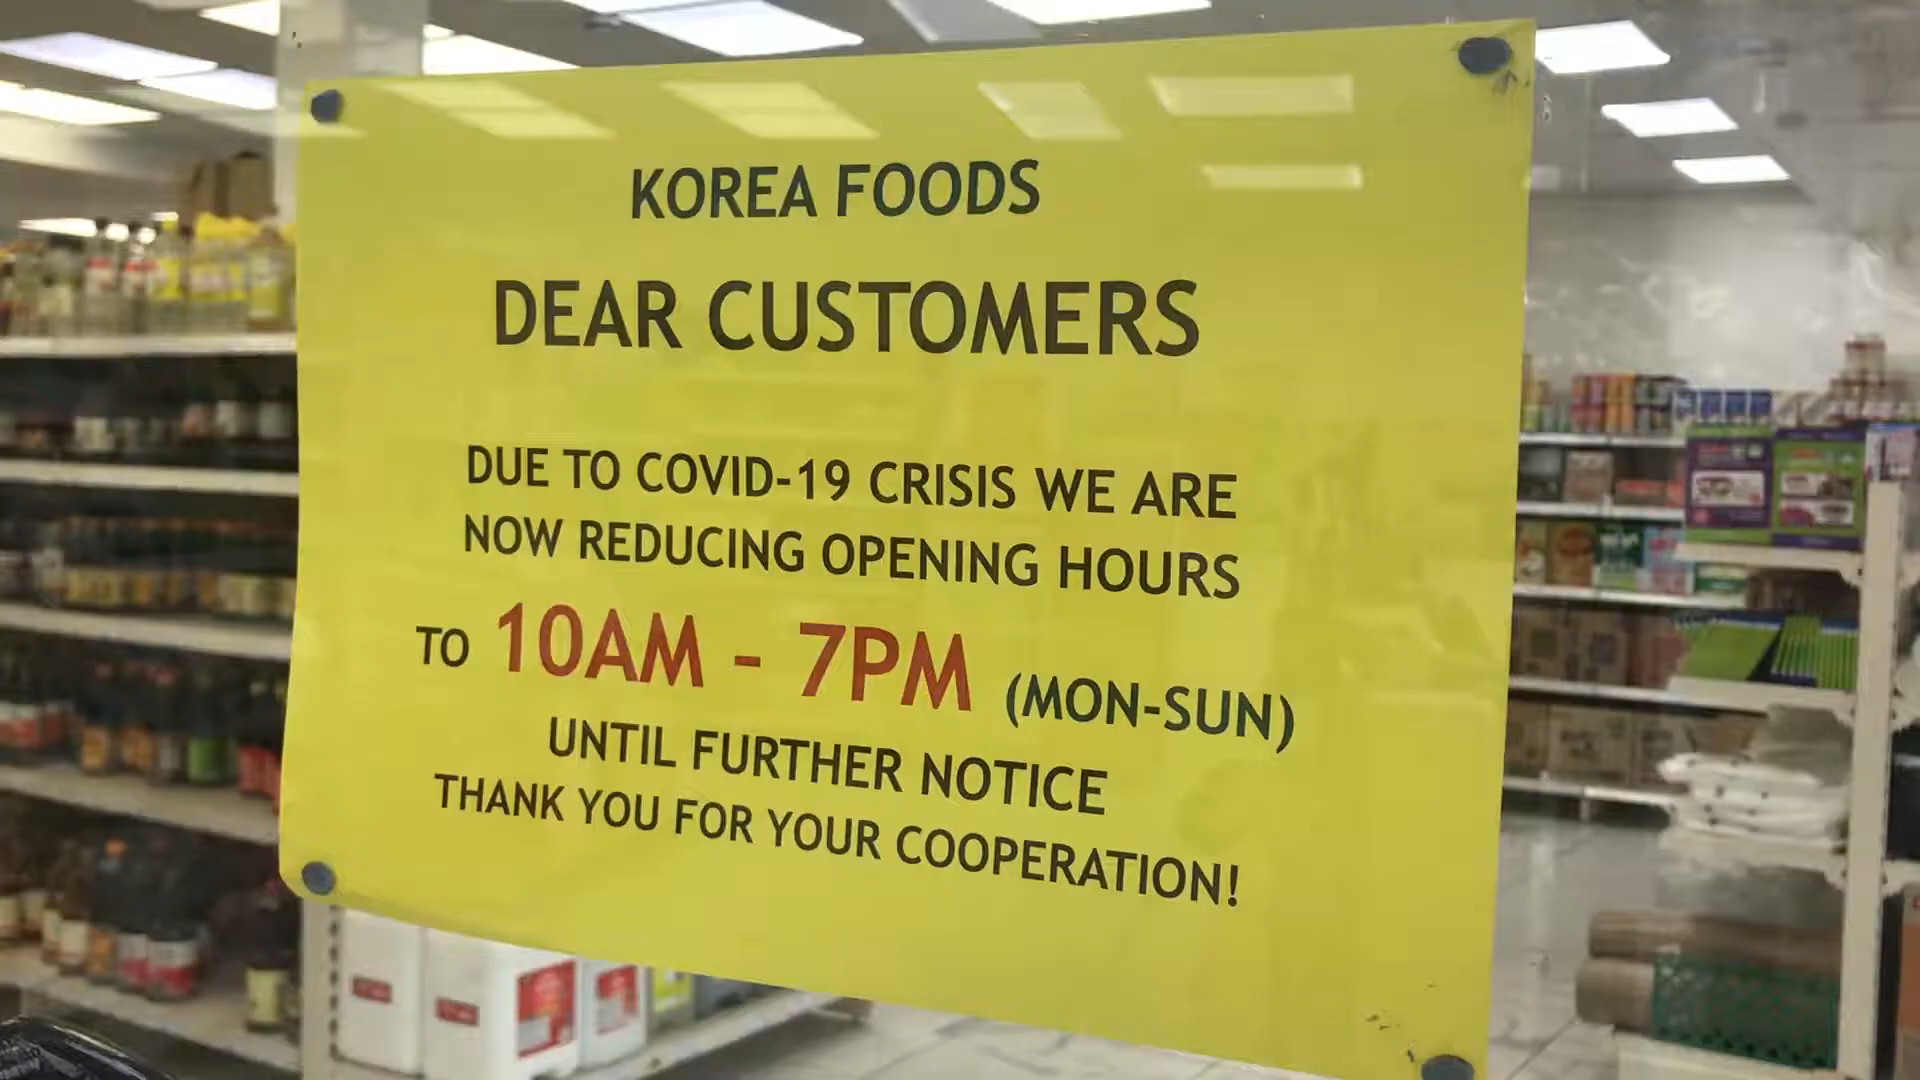 KOREA FOODS
DEAR CUSTOMERS
DUE TO COVID-19 CRISIS WE ARE
NOW REDUCING OPENING HOURS
TO 10AM - 7PM (MON-SUN)
UNTIL FURTHER NOTICE
THANK YOU FOR YOUR COOPERATION!